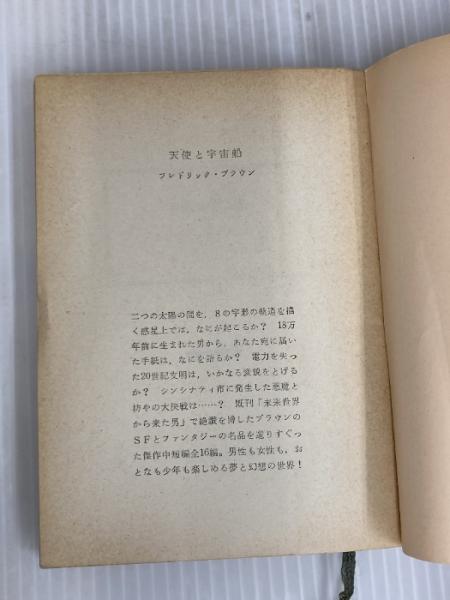 天使と宇宙船
フレドリック・ブラウン
二つの太陽の間を，8の字形の軌道を描
く惑星上では，なにが起こるか？　18万
年前に生まれた男から，あなた宛に届い
た手紙は，なにを語るか？　電力を失っ
た20世紀文明は，いかなる変貌をとげる
か？　シンシナティ市に発生した悪魔と
坊やの大決戦は……？　既刊「未来世界
から来た男」で絶讃を博したブラウンの
SFとファンタジーの名品を選りすぐっ
た傑作中短編全16編。男性も女性も，お
となも少年も楽しめる夢と幻想の世界！